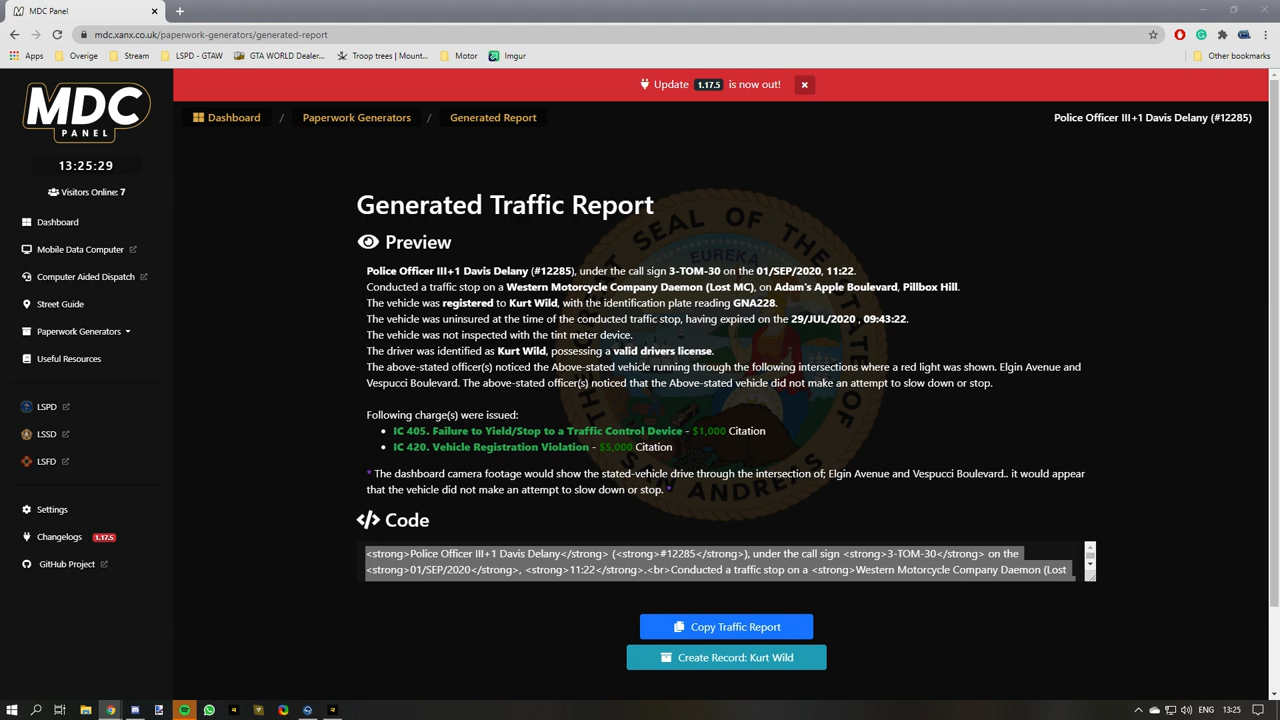 MDC Panel
mdc.xanx.co.uk/paperwork-generators/generated-report
Apps Overige Stream LSPD - GTAW GTA WORLD Dealer... Troop trees | Mount... Motor Imgur Other bookmarks
MDC
PANEL
13:25:29
Visitors Online: 7
Dashboard
Mobile Data Computer
Computer Aided Dispatch
Street Guide
Paperwork Generators
Useful Resources
LSPD
LSSD
LSFD
Settings
Changelogs 1.17.5
GitHub Project
Update 1.17.5 is now out!
Dashboard / Paperwork Generators / Generated Report
Police Officer III+1 Davis Delany (#12285)
Generated Traffic Report
Preview
Police Officer III+1 Davis Delany (#12285), under the call sign 3-TOM-30 on the 01/SEP/2020, 11:22.
Conducted a traffic stop on a Western Motorcycle Company Daemon (Lost MC), on Adam's Apple Boulevard, Pillbox Hill.
The vehicle was registered to Kurt Wild, with the identification plate reading GNA228.
The vehicle was uninsured at the time of the conducted traffic stop, having expired on the 29/JUL/2020 , 09:43:22.
The vehicle was not inspected with the tint meter device.
The driver was identified as Kurt Wild, possessing a valid drivers license.
The above-stated officer(s) noticed the Above-stated vehicle running through the following intersections where a red light was shown. Elgin Avenue and
Vespucci Boulevard. The above-stated officer(s) noticed that the Above-stated vehicle did not make an attempt to slow down or stop.
Following charge(s) were issued:
IC 405. Failure to Yield/Stop to a Traffic Control Device - $1,000 Citation
IC 420. Vehicle Registration Violation - $5,000 Citation
* The dashboard camera footage would show the stated-vehicle drive through the intersection of; Elgin Avenue and Vespucci Boulevard.. it would appear
that the vehicle did not make an attempt to slow down or stop. *
SEAL OF THE STATE OF SAN ANDREAS
EUREKA
</> Code
<strong>Police Officer III+1 Davis Delany</strong> (<strong>#12285</strong>), under the call sign <strong>3-TOM-30</strong> on the
<strong>01/SEP/2020</strong>, <strong>11:22</strong>.<br>Conducted a traffic stop on a <strong>Western Motorcycle Company Daemon (Lost
Copy Traffic Report
Create Record: Kurt Wild
ENG 13:25